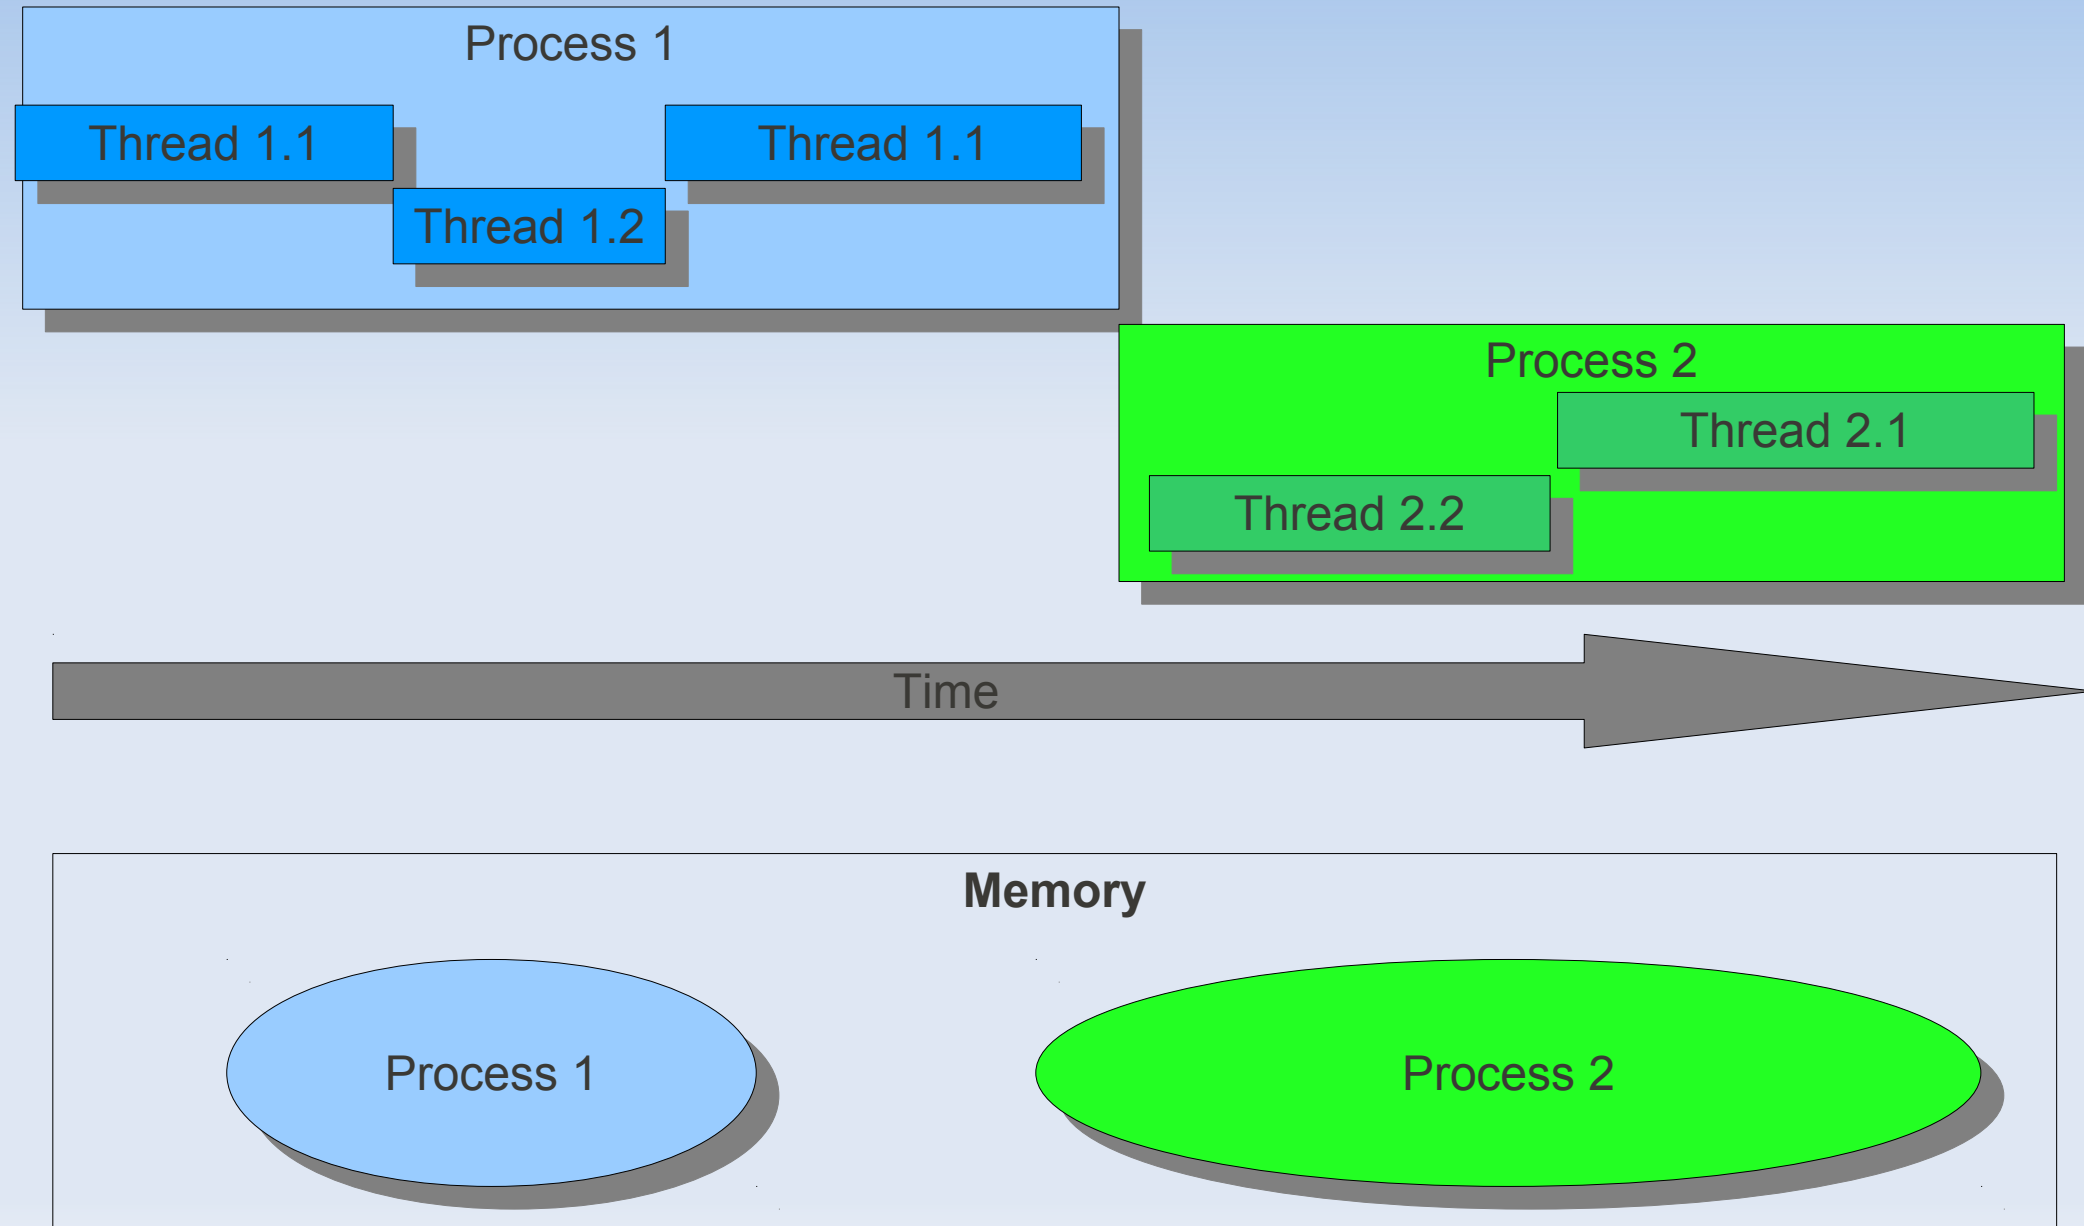 Process 1
Thread 1.1
Thread 1.1
Thread 1.2
Process 2
Thread 2.1
Thread 2.2
Time
Memory
Process 1
Process 2